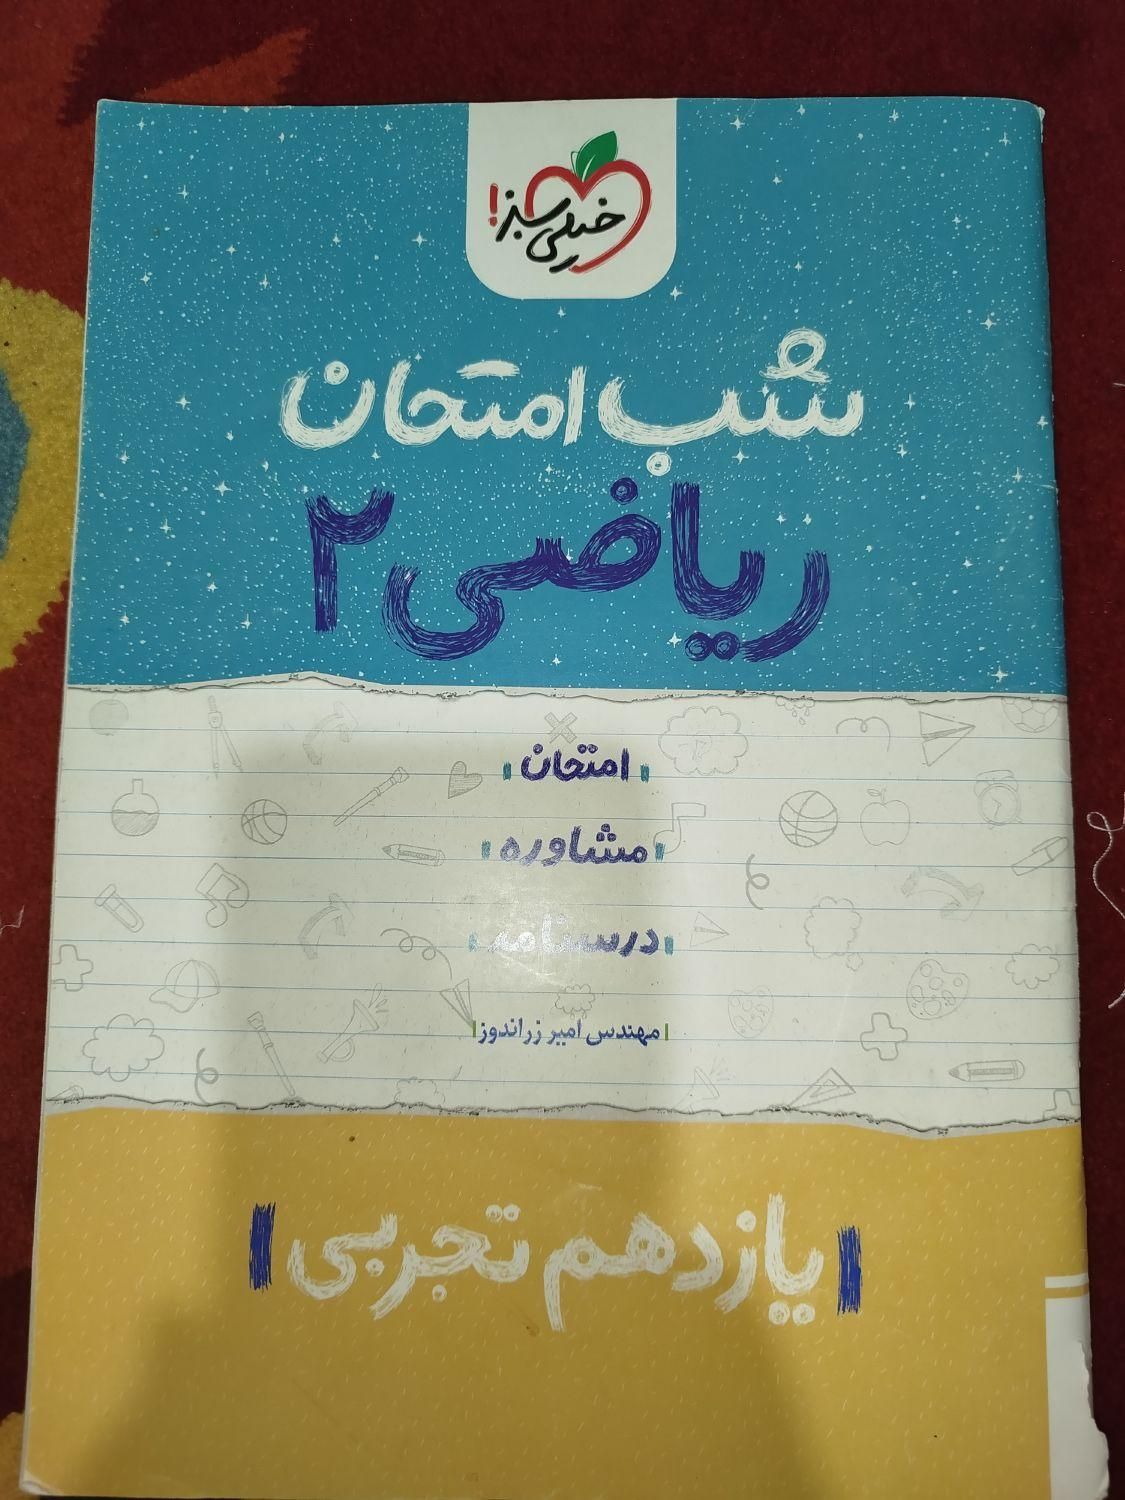 خیلی سبز!
شب امتحان
ریاضی ۲
امتحان
مشاوره
درسنامه
مهندس امیر زراندوز
یازدهم تجربی